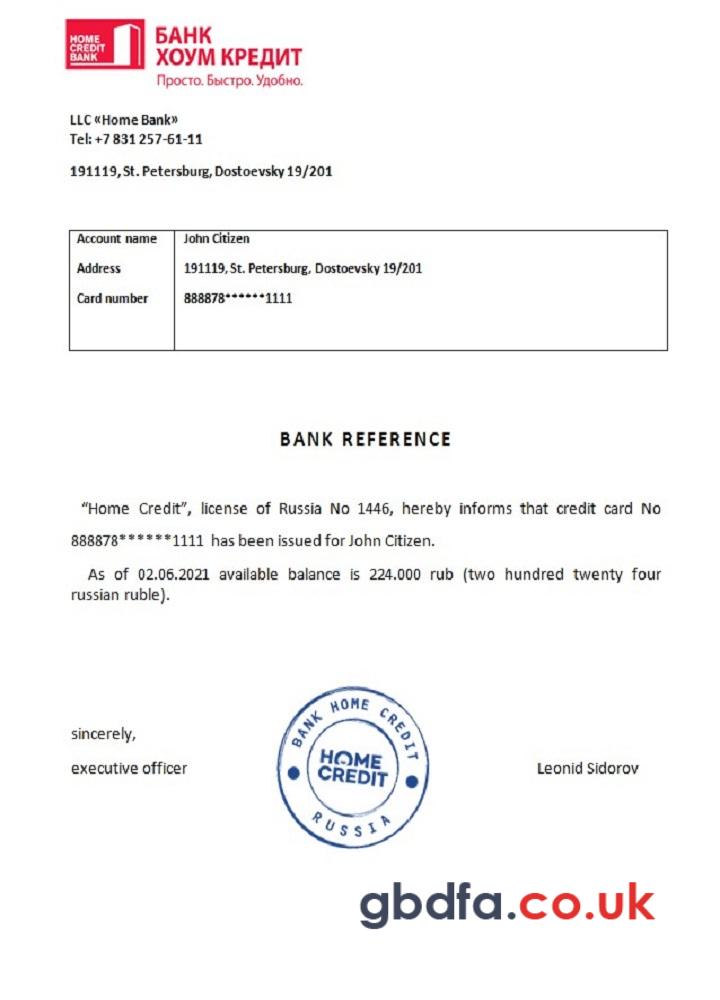 HOME
CREDIT
BANK
БАНК
ХОУМ КРЕДИТ
Просто. Быстро. Удобно.
LLC «Home Bank»
Tel: +7 831 257-61-11
191119, St. Petersburg, Dostoevsky 19/201
Account name John Citizen
Address 191119, St. Petersburg, Dostoevsky 19/201
Card number 888878******1111
BANK REFERENCE
“Home Credit”, license of Russia No 1446, hereby informs that credit card No
888878******1111 has been issued for John Citizen.
As of 02.06.2021 available balance is 224.000 rub (two hundred twenty four
russian ruble).
sincerely,
executive officer
BANK HOME CREDIT
HOME
CREDIT
RUSSIA
Leonid Sidorov
gbdfa.co.uk